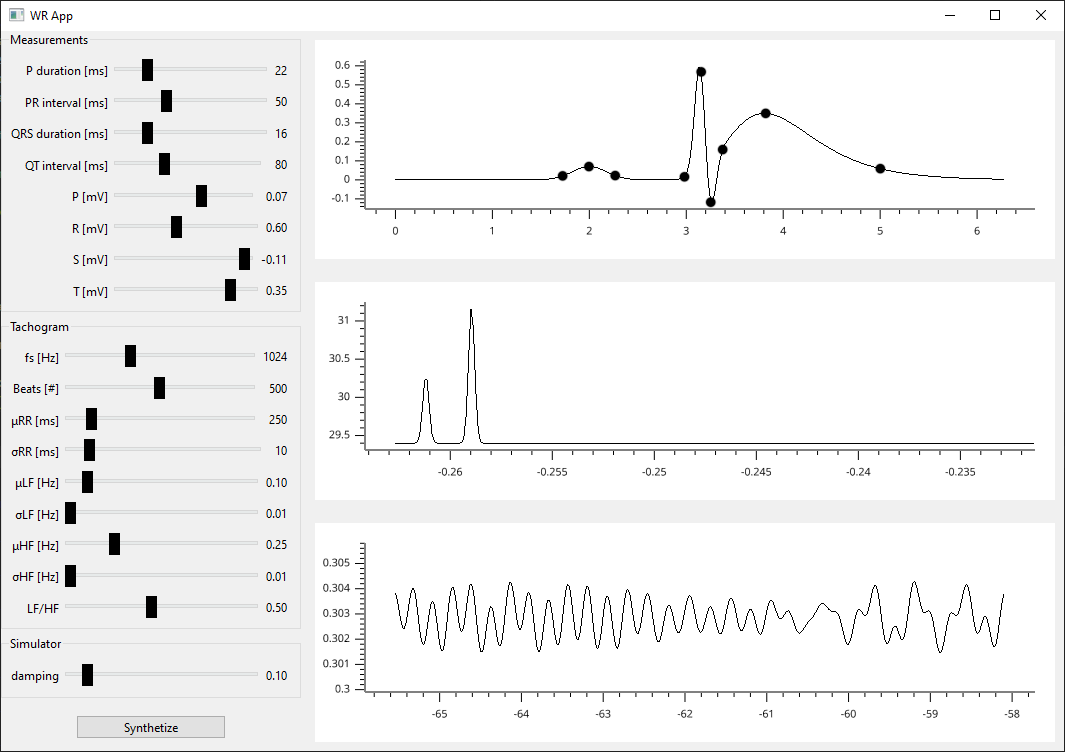 WR App
Measurements
P duration [ms] 22
PR interval [ms] 50
QRS duration [ms] 16
QT interval [ms] 80
P [mV] 0.07
R [mV] 0.60
S [mV] -0.11
T [mV] 0.35
Tachogram
fs [Hz] 1024
Beats [#] 500
μRR [ms] 250
σRR [ms] 10
μLF [Hz] 0.10
σLF [Hz] 0.01
μHF [Hz] 0.25
σHF [Hz] 0.01
LF/HF 0.50
Simulator
damping 0.10
Synthetize
0.6
0.5
0.4
0.3
0.2
0.1
0
-0.1
0 1 2 3 4 5 6
31
30.5
30
29.5
-0.26 -0.255 -0.25 -0.245 -0.24 -0.235
0.305
0.304
0.303
0.302
0.301
0.3
-65 -64 -63 -62 -61 -60 -59 -58